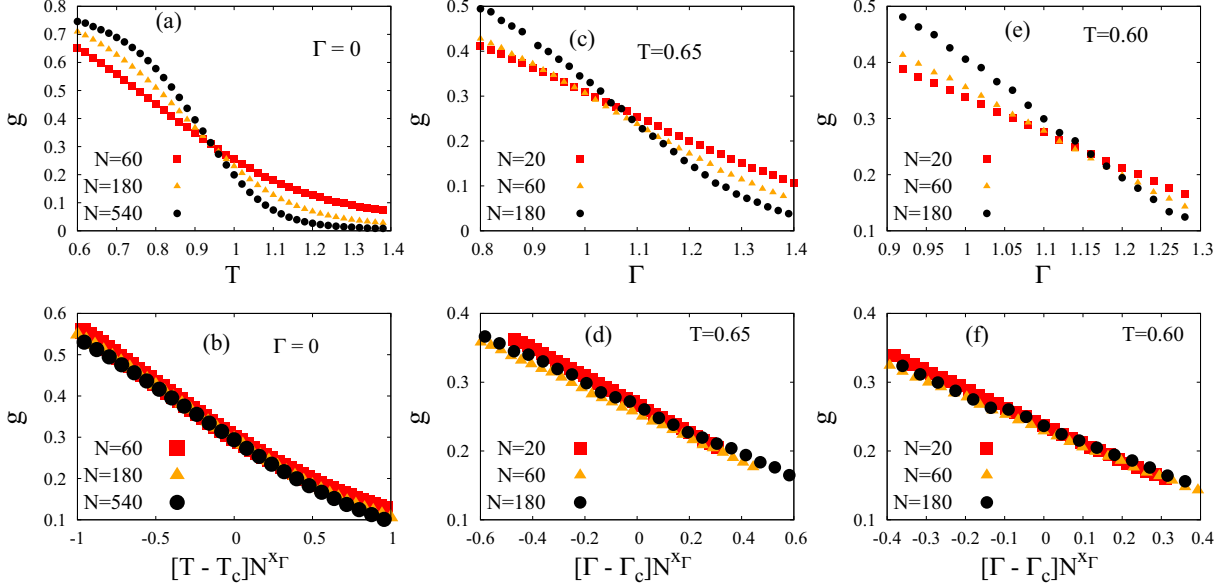 (a)
Γ = 0
g
0.8
0.7
0.6
0.5
0.4
0.3
0.2
0.1
0
N=60
N=180
N=540
0.6 0.7 0.8 0.9 1 1.1 1.2 1.3 1.4
T
(c)
T=0.65
g
0.5
0.4
0.3
0.2
0.1
0
N=20
N=60
N=180
0.8 0.9 1 1.1 1.2 1.3 1.4
Γ
(e)
T=0.60
g
0.5
0.4
0.3
0.2
0.1
N=20
N=60
N=180
0.95 1 1.05 1.1 1.15 1.2 1.25 1.3
Γ
(b)
Γ = 0
g
0.6
0.5
0.4
0.3
0.2
0.1
N=60
N=180
N=540
-1 -0.5 0 0.5 1
[T - Tc]N^xΓ
(d)
T=0.65
g
0.4
0.3
0.2
0.1
N=20
N=60
N=180
-0.6 -0.4 -0.2 0 0.2 0.4 0.6
[Γ - Γc]N^xΓ
(f)
T=0.60
g
0.4
0.3
0.2
0.1
N=20
N=60
N=180
-0.4 -0.3 -0.2 -0.1 0 0.1 0.2 0.3 0.4
[Γ - Γc]N^xΓ